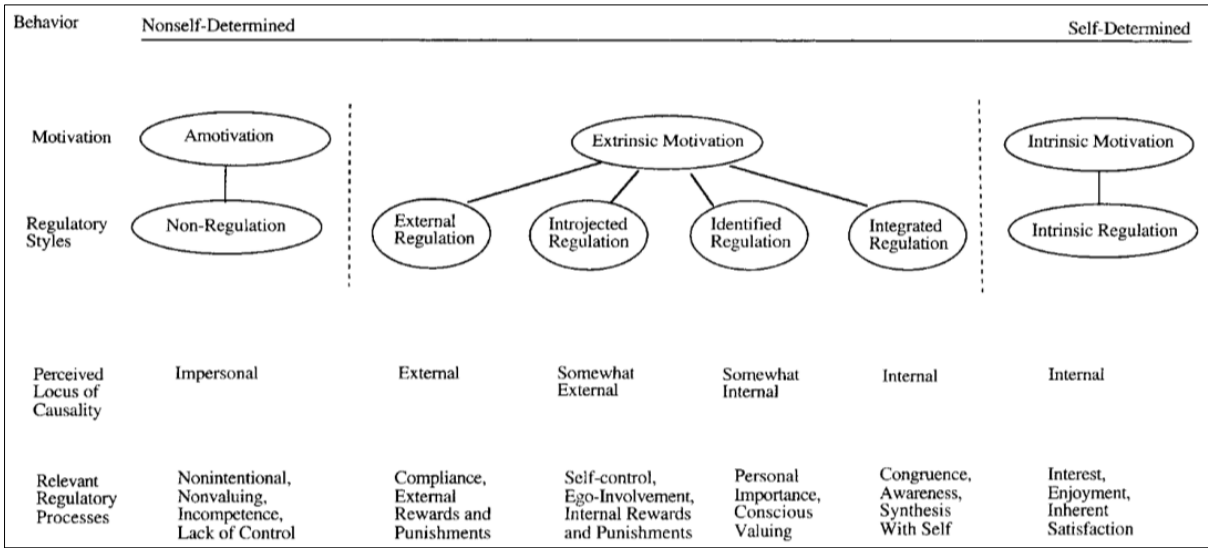 Behavior Nonself-Determined Self-Determined
Motivation Amotivation Extrinsic Motivation Intrinsic Motivation
Regulatory
Styles
Non-Regulation
External
Regulation
Introjected
Regulation
Identified
Regulation
Integrated
Regulation
Intrinsic Regulation
Perceived
Locus of
Causality
Impersonal
External
Somewhat
External
Somewhat
Internal
Internal
Internal
Relevant
Regulatory
Processes
Nonintentional,
Nonvaluing,
Incompetence,
Lack of Control
Compliance,
External
Rewards and
Punishments
Self-control,
Ego-Involvement,
Internal Rewards
and Punishments
Personal
Importance,
Conscious
Valuing
Congruence,
Awareness,
Synthesis
With Self
Interest,
Enjoyment,
Inherent
Satisfaction